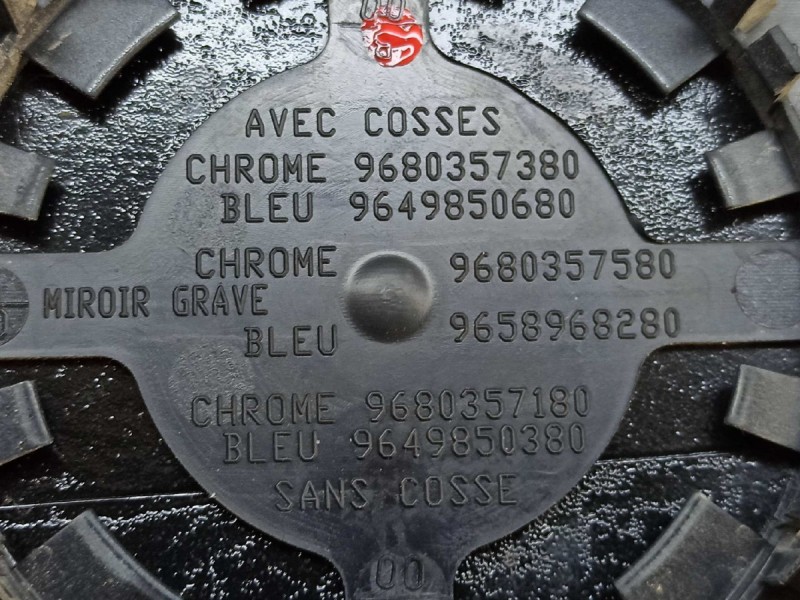 AVEC COSSES
CHROME 9680357380
BLEU 9649850680
CHROME 9680357580
MIROIR GRAVE
BLEU 9658968280
CHROME 9680357180
BLEU 9649850380
SANS COSSE
00